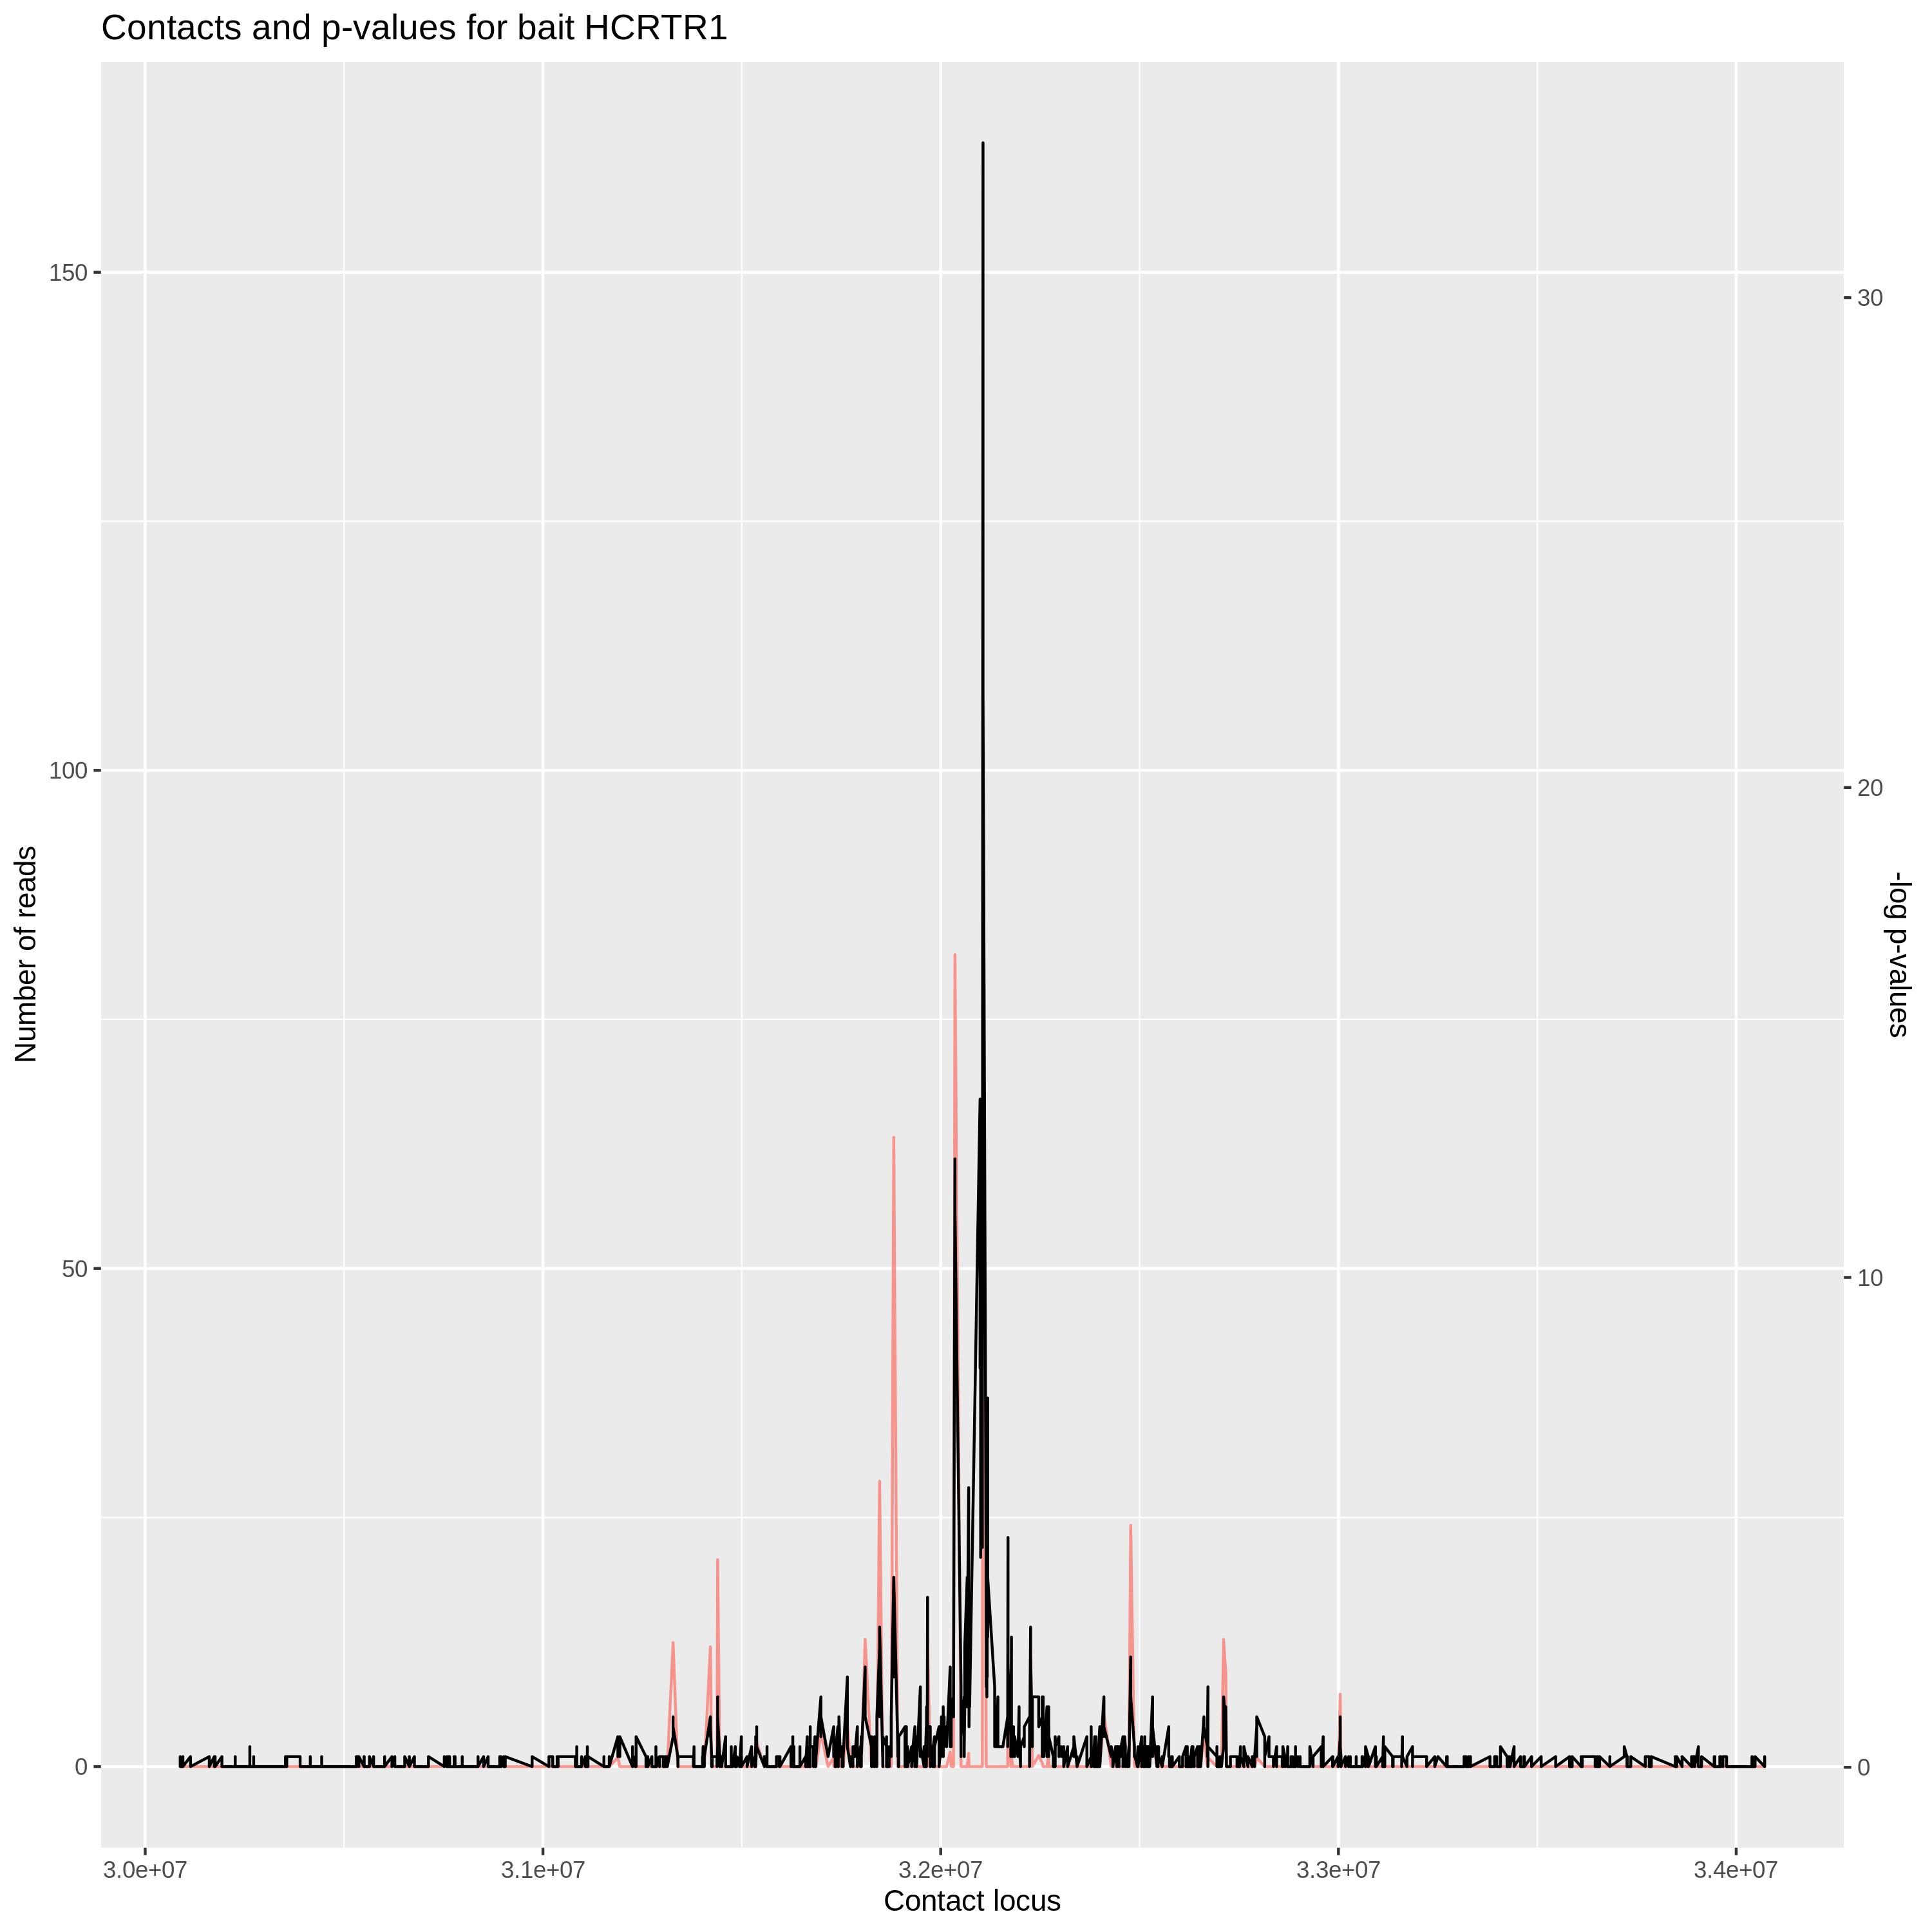 Contacts and p-values for bait HCRTR1
150
100
50
0
Number of reads
30
20
10
0
-log p-values
3.0e+07 3.1e+07 3.2e+07 3.3e+07 3.4e+07
Contact locus